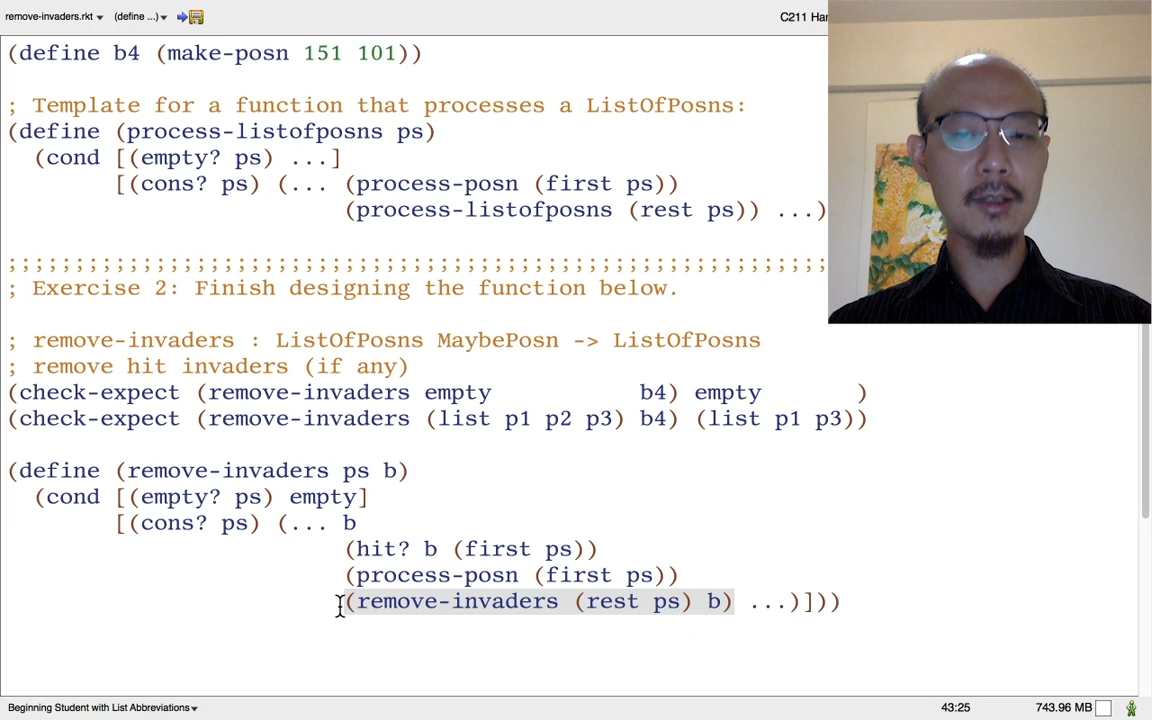 remove-invaders.rkt ▾ (define ...) ▾ C211 Har
(define b4 (make-posn 151 101))
; Template for a function that processes a ListOfPosns:
(define (process-listofposns ps)
(cond [(empty? ps) ...]
[(cons? ps) (... (process-posn (first ps))
(process-listofposns (rest ps)) ...)
;;;;;;;;;;;;;;;;;;;;;;;;;;;;;;;;;;;;;;;;;;;;;;;;;;;;;;;;;;;;;
; Exercise 2: Finish designing the function below.
; remove-invaders : ListOfPosns MaybePosn -> ListOfPosns
; remove hit invaders (if any)
(check-expect (remove-invaders empty b4) empty )
(check-expect (remove-invaders (list p1 p2 p3) b4) (list p1 p3))
(define (remove-invaders ps b)
(cond [(empty? ps) empty]
[(cons? ps) (... b
(hit? b (first ps))
(process-posn (first ps))
(remove-invaders (rest ps) b) ...)]))
Beginning Student with List Abbreviations ▾ 43:25 743.96 MB